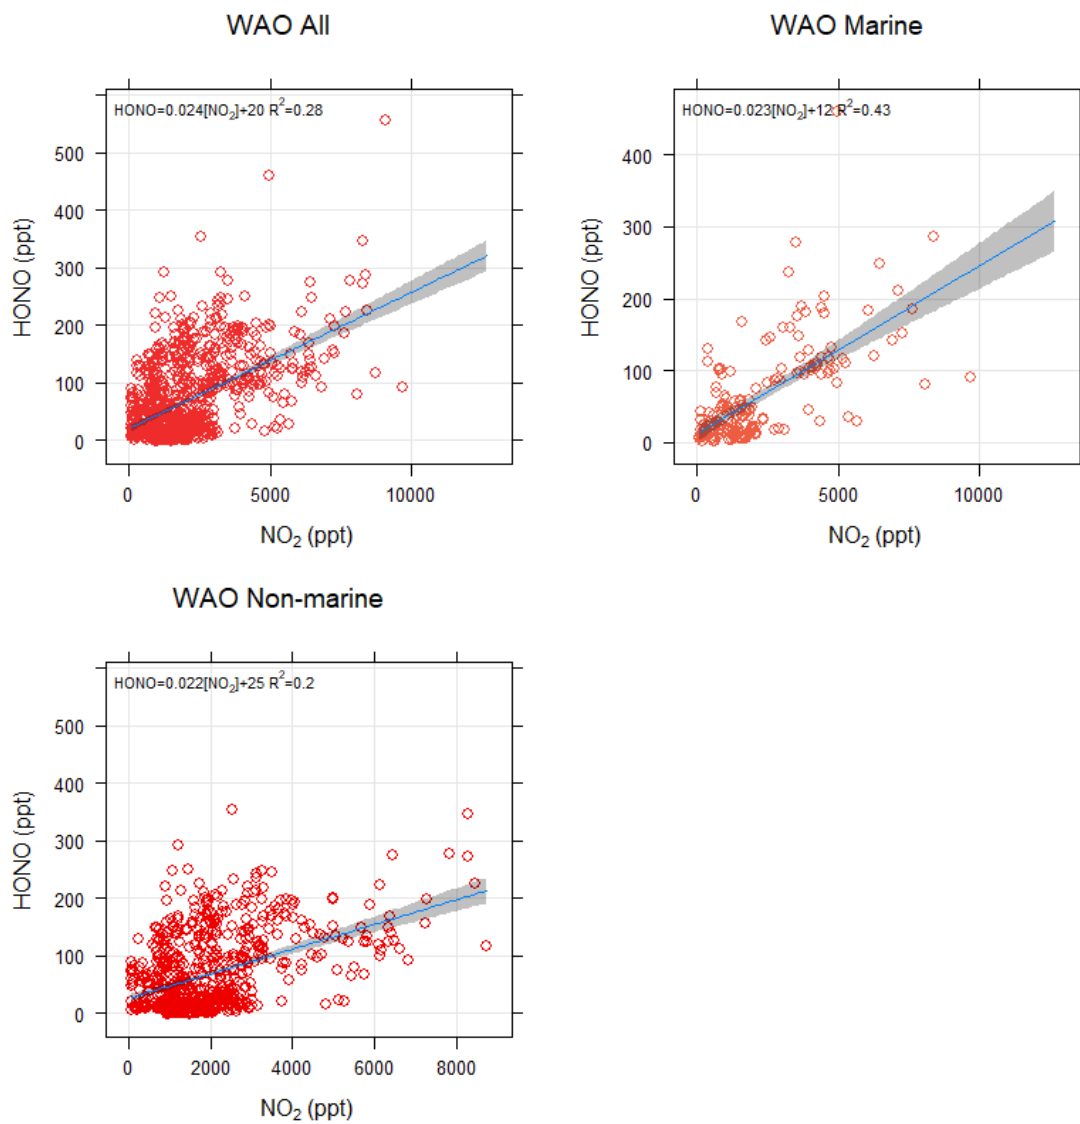 WAO All
HONO=0.024[NO₂]+20 R²=0.28
HONO (ppt)
500
400
300
200
100
0
0 5000 10000
NO₂ (ppt)
WAO Marine
HONO=0.023[NO₂]+12 R²=0.43
HONO (ppt)
400
300
200
100
0
0 5000 10000
NO₂ (ppt)
WAO Non-marine
HONO=0.022[NO₂]+25 R²=0.2
HONO (ppt)
500
400
300
200
100
0
0 2000 4000 6000 8000
NO₂ (ppt)